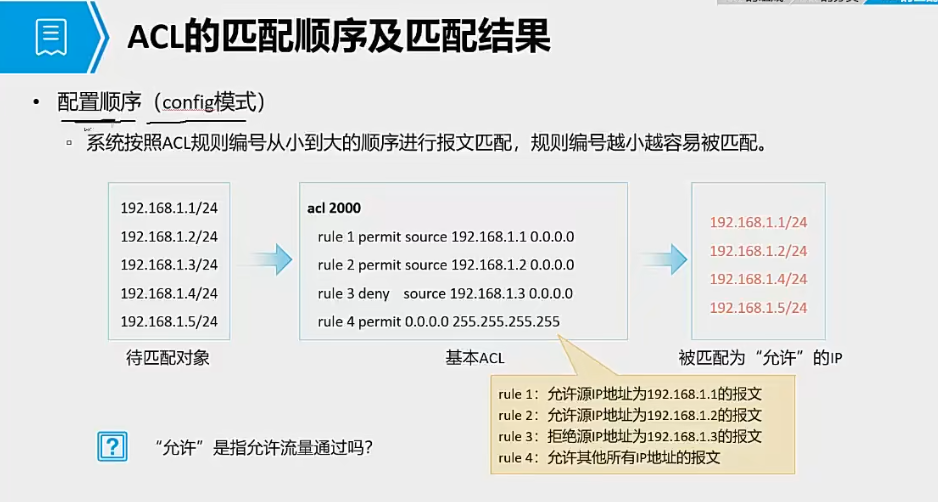 ACL的匹配顺序及匹配结果
• 配置顺序（config模式）
▫ 系统按照ACL规则编号从小到大的顺序进行报文匹配，规则编号越小越容易被匹配。
192.168.1.1/24
192.168.1.2/24
192.168.1.3/24
192.168.1.4/24
192.168.1.5/24
待匹配对象
acl 2000
rule 1 permit source 192.168.1.1 0.0.0.0
rule 2 permit source 192.168.1.2 0.0.0.0
rule 3 deny source 192.168.1.3 0.0.0.0
rule 4 permit 0.0.0.0 255.255.255.255
基本ACL
192.168.1.1/24
192.168.1.2/24
192.168.1.4/24
192.168.1.5/24
被匹配为“允许”的IP
rule 1：允许源IP地址为192.168.1.1的报文
rule 2：允许源IP地址为192.168.1.2的报文
rule 3：拒绝源IP地址为192.168.1.3的报文
rule 4：允许其他所有IP地址的报文
? “允许”是指允许流量通过吗？